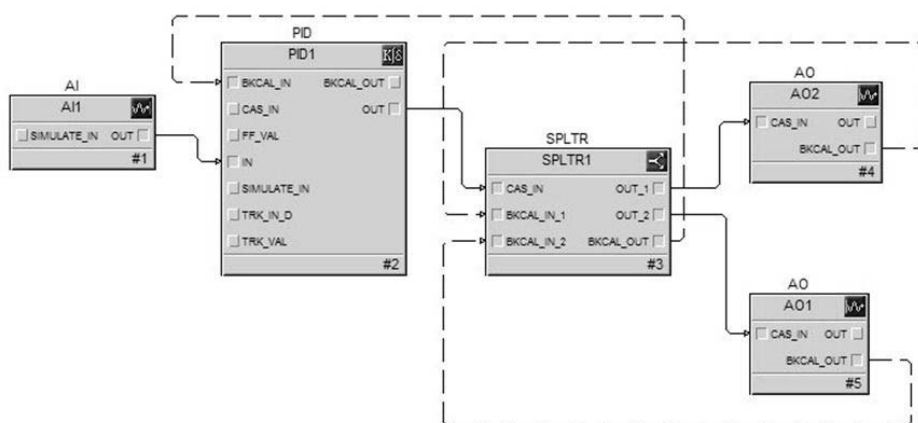 AI
AI1
SIMULATE_IN OUT
#1
PID
PID1
BKCAL_IN BKCAL_OUT
CAS_IN OUT
FF_VAL
IN
SIMULATE_IN
TRK_IN_D
TRK_VAL
#2
SPLTR
SPLTR1
CAS_IN OUT_1
BKCAL_IN_1 OUT_2
BKCAL_IN_2 BKCAL_OUT
#3
AO
AO2
CAS_IN OUT
BKCAL_OUT
#4
AO
AO1
CAS_IN OUT
BKCAL_OUT
#5